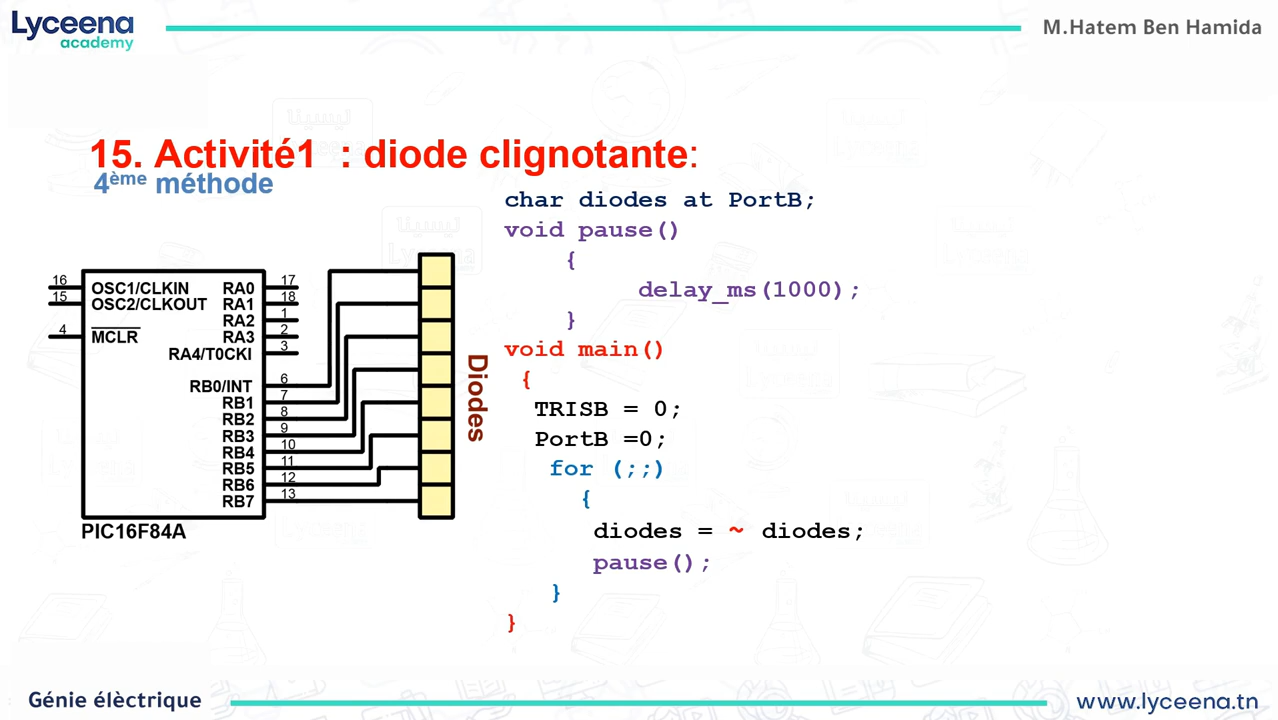 Lyceena
academy
M.Hatem Ben Hamida
15. Activité1 : diode clignotante:
4ème méthode
char diodes at PortB;
void pause()
{
delay_ms(1000);
}
void main()
{
TRISB = 0;
PortB =0;
for (;;)
{
diodes = ~ diodes;
pause();
}
}
16 OSC1/CLKIN RA0 17
15 OSC2/CLKOUT RA1 18
RA2 1
4 MCLR RA3 2
RA4/T0CKI 3
RB0/INT 6
RB1 7
RB2 8
RB3 9
RB4 10
RB5 11
RB6 12
RB7 13
PIC16F84A
Diodes
Génie élèctrique
www.lyceena.tn